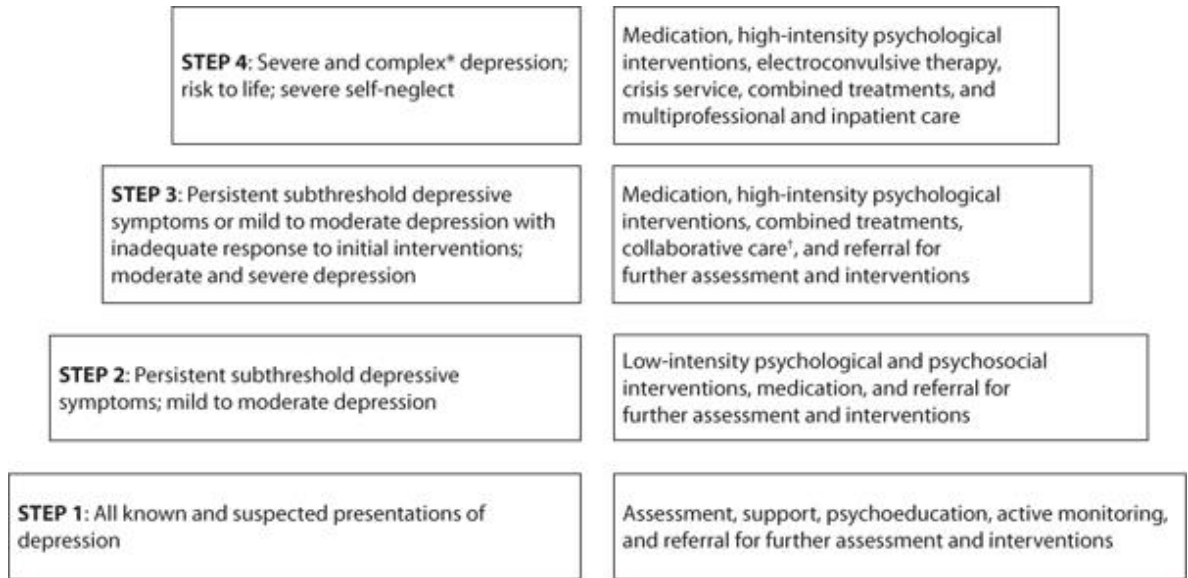 STEP 4: Severe and complex* depression;
risk to life; severe self-neglect
Medication, high-intensity psychological
interventions, electroconvulsive therapy,
crisis service, combined treatments, and
multiprofessional and inpatient care
STEP 3: Persistent subthreshold depressive
symptoms or mild to moderate depression with
inadequate response to initial interventions;
moderate and severe depression
Medication, high-intensity psychological
interventions, combined treatments,
collaborative care†, and referral for
further assessment and interventions
STEP 2: Persistent subthreshold depressive
symptoms; mild to moderate depression
Low-intensity psychological and psychosocial
interventions, medication, and referral for
further assessment and interventions
STEP 1: All known and suspected presentations of
depression
Assessment, support, psychoeducation, active monitoring,
and referral for further assessment and interventions